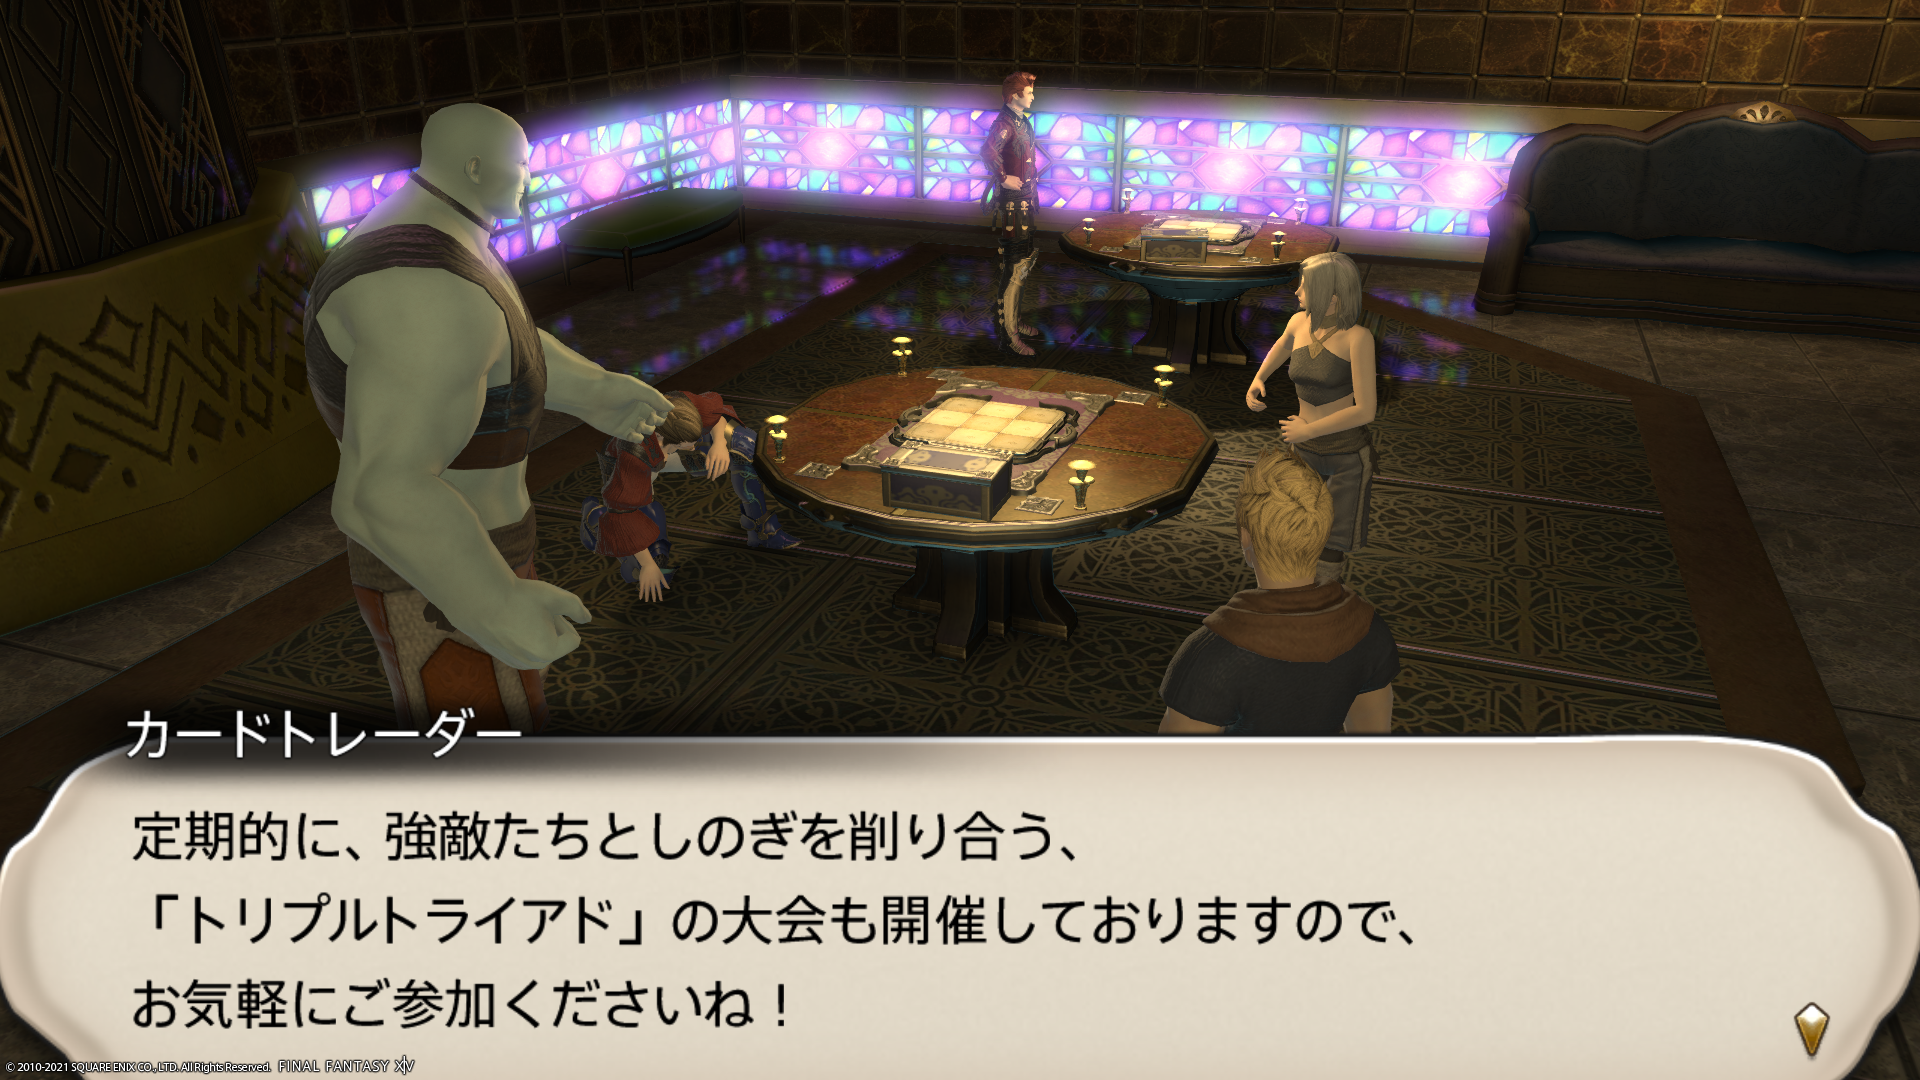 カードトレーダー
定期的に、強敵たちとしのぎを削り合う、
「トリプルトライアド」の大会も開催しておりますので、
お気軽にご参加くださいね！
© 2010-2021 SQUARE ENIX CO., LTD. All Rights Reserved. FINAL FANTASY XIV